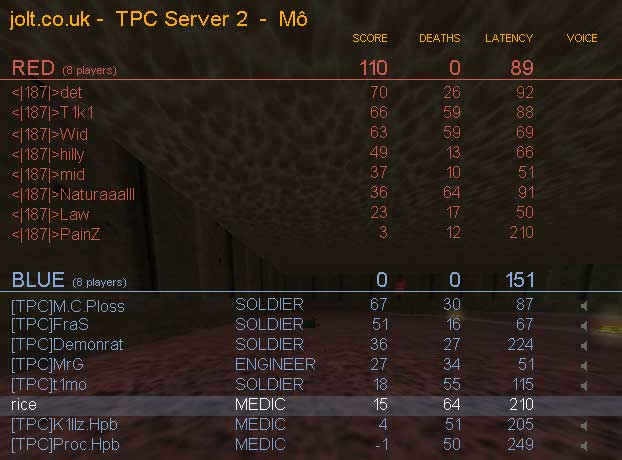 jolt.co.uk - TPC Server 2 - Mô
SCORE DEATHS LATENCY VOICE
RED (8 players) 110 0 89
<|187|>det 70 26 92
<|187|>T1k1 66 59 88
<|187|>Wid 63 59 69
<|187|>hilly 49 13 66
<|187|>mid 37 10 51
<|187|>Naturaaalll 36 64 91
<|187|>Law 23 17 50
<|187|>PainZ 3 12 210
BLUE (8 players) 0 0 151
[TPC]M.C.Ploss SOLDIER 67 30 87
[TPC]FraS SOLDIER 51 16 67
[TPC]Demonrat SOLDIER 36 27 224
[TPC]MrG ENGINEER 27 34 51
[TPC]t1mo SOLDIER 18 55 115
rice MEDIC 15 64 210
[TPC]K1llz.Hpb MEDIC 4 51 205
[TPC]Proc.Hpb MEDIC -1 50 249